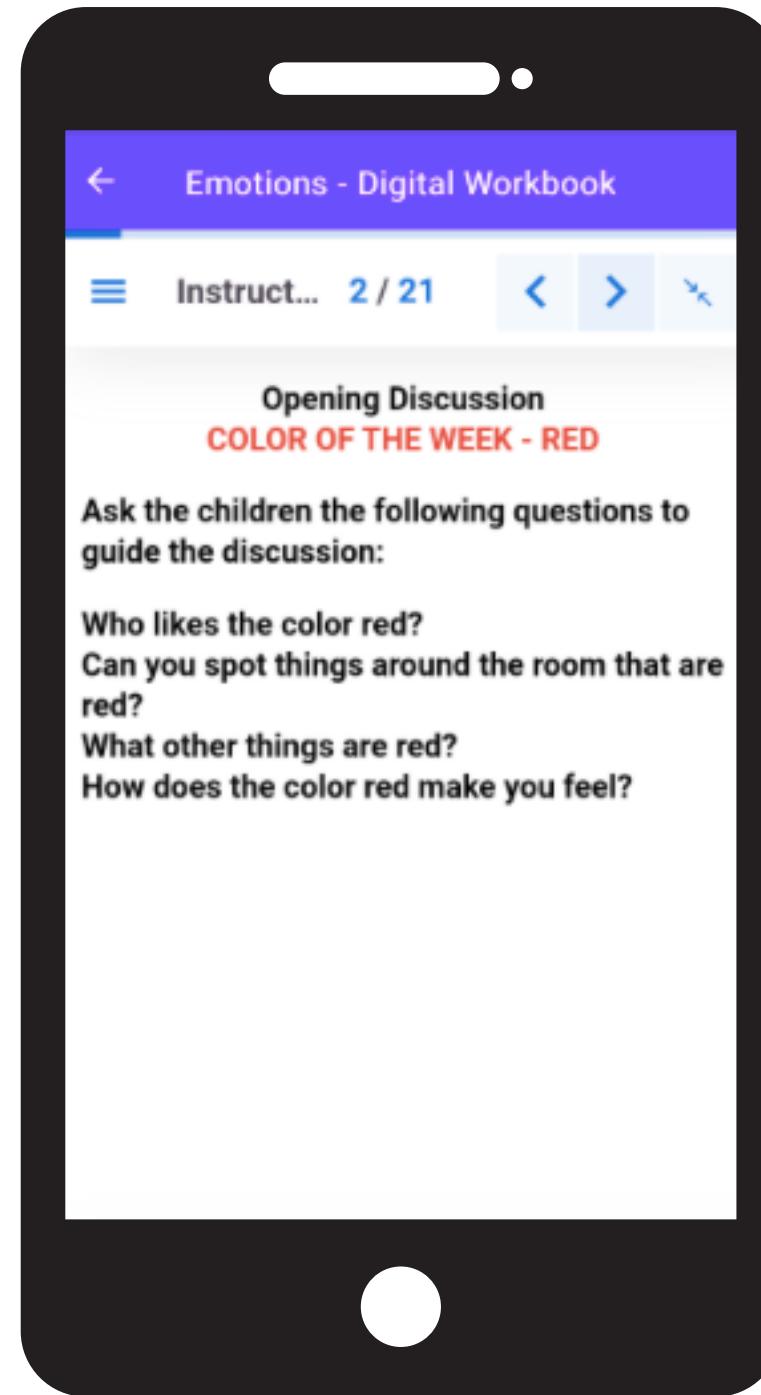 Emotions - Digital Workbook
Instruct... 2 / 21
Opening Discussion
COLOR OF THE WEEK - RED
Ask the children the following questions to
guide the discussion:
Who likes the color red?
Can you spot things around the room that are
red?
What other things are red?
How does the color red make you feel?